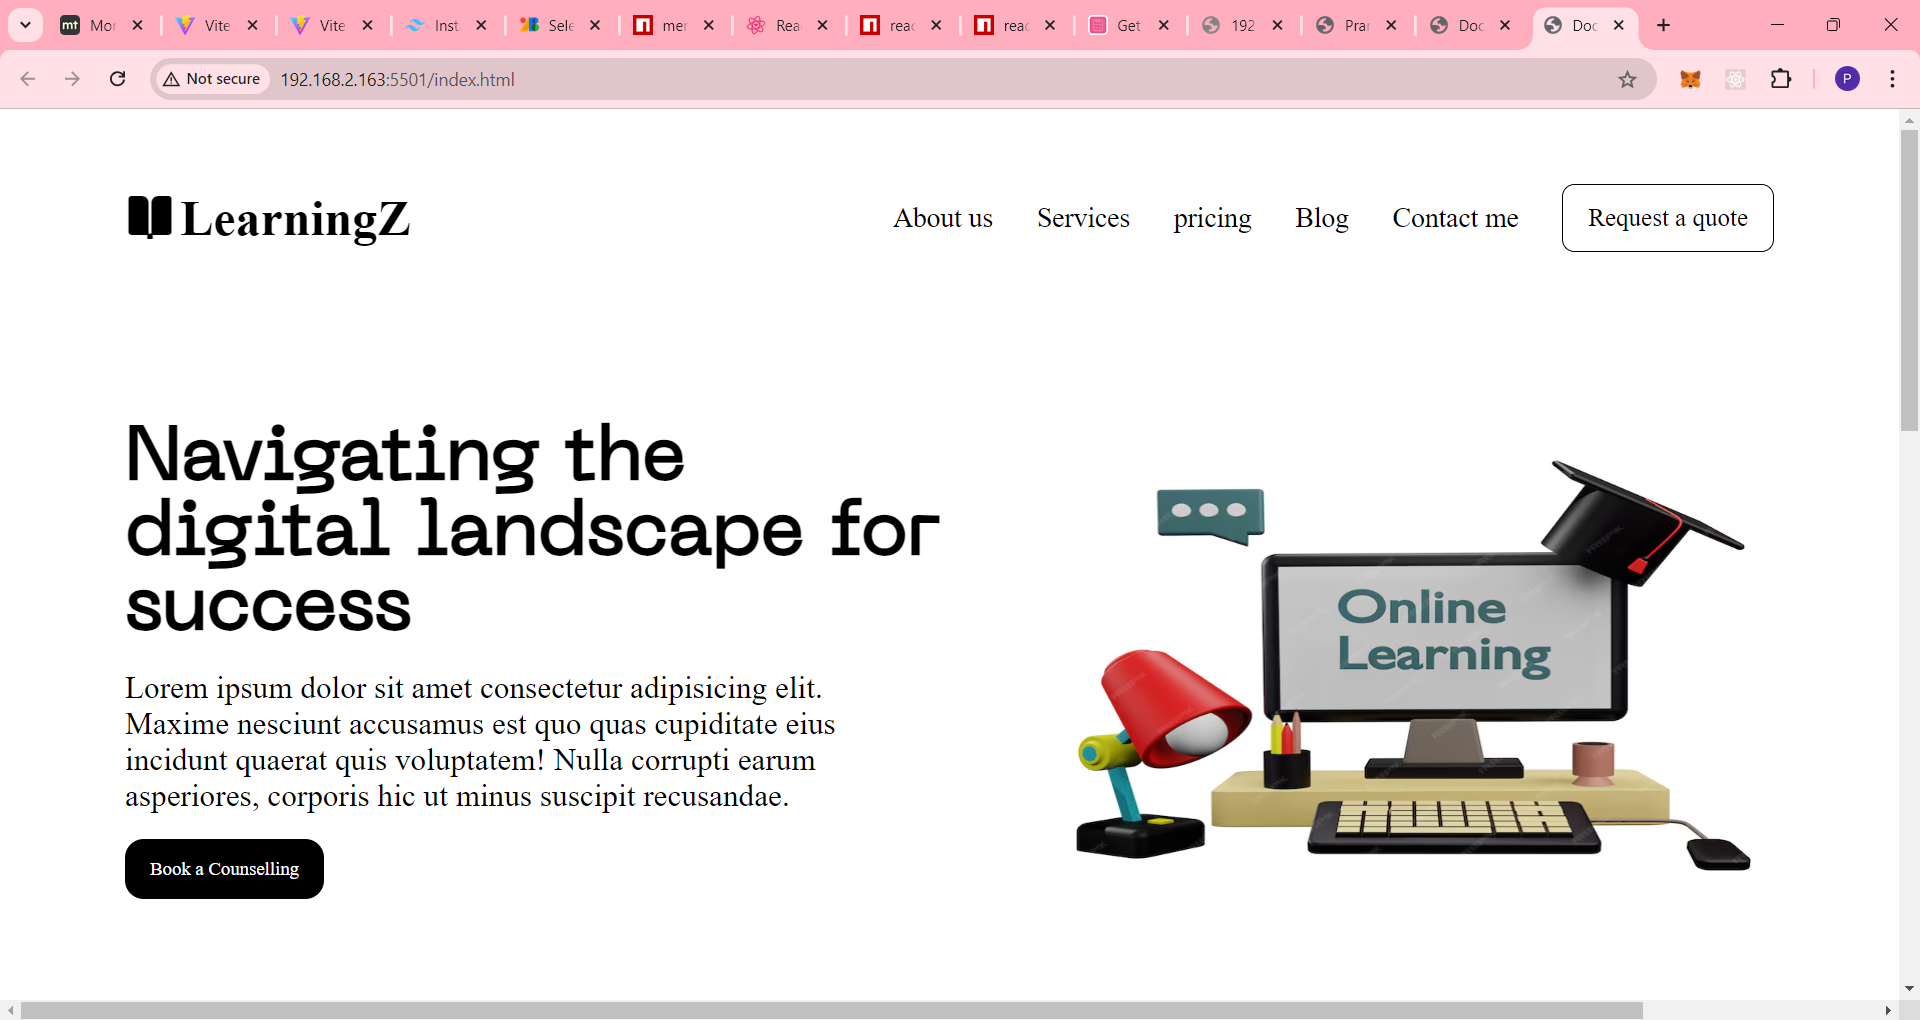 mt Mor
Vite
Vite
Inst
Sele
mer
Rea
reac
reac
Get
192
Prar
Doc
Doc
Not secure 192.168.2.163:5501/index.html
P
LearningZ
About us Services pricing Blog Contact me Request a quote
Navigating the
digital landscape for
success
Lorem ipsum dolor sit amet consectetur adipisicing elit.
Maxime nesciunt accusamus est quo quas cupiditate eius
incidunt quaerat quis voluptatem! Nulla corrupti earum
asperiores, corporis hic ut minus suscipit recusandae.
Book a Counselling
Online
Learning